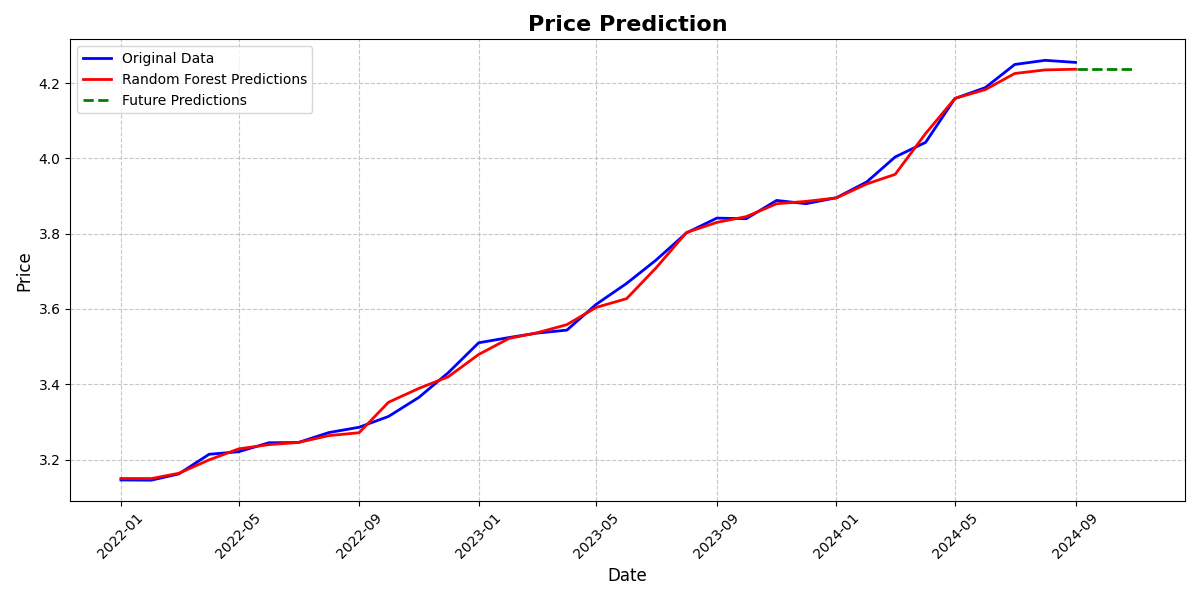 Price Prediction
Original Data
Random Forest Predictions
Future Predictions
Price
4.2
4.0
3.8
3.6
3.4
3.2
2022-01
2022-05
2022-09
2023-01
2023-05
2023-09
2024-01
2024-05
2024-09
Date